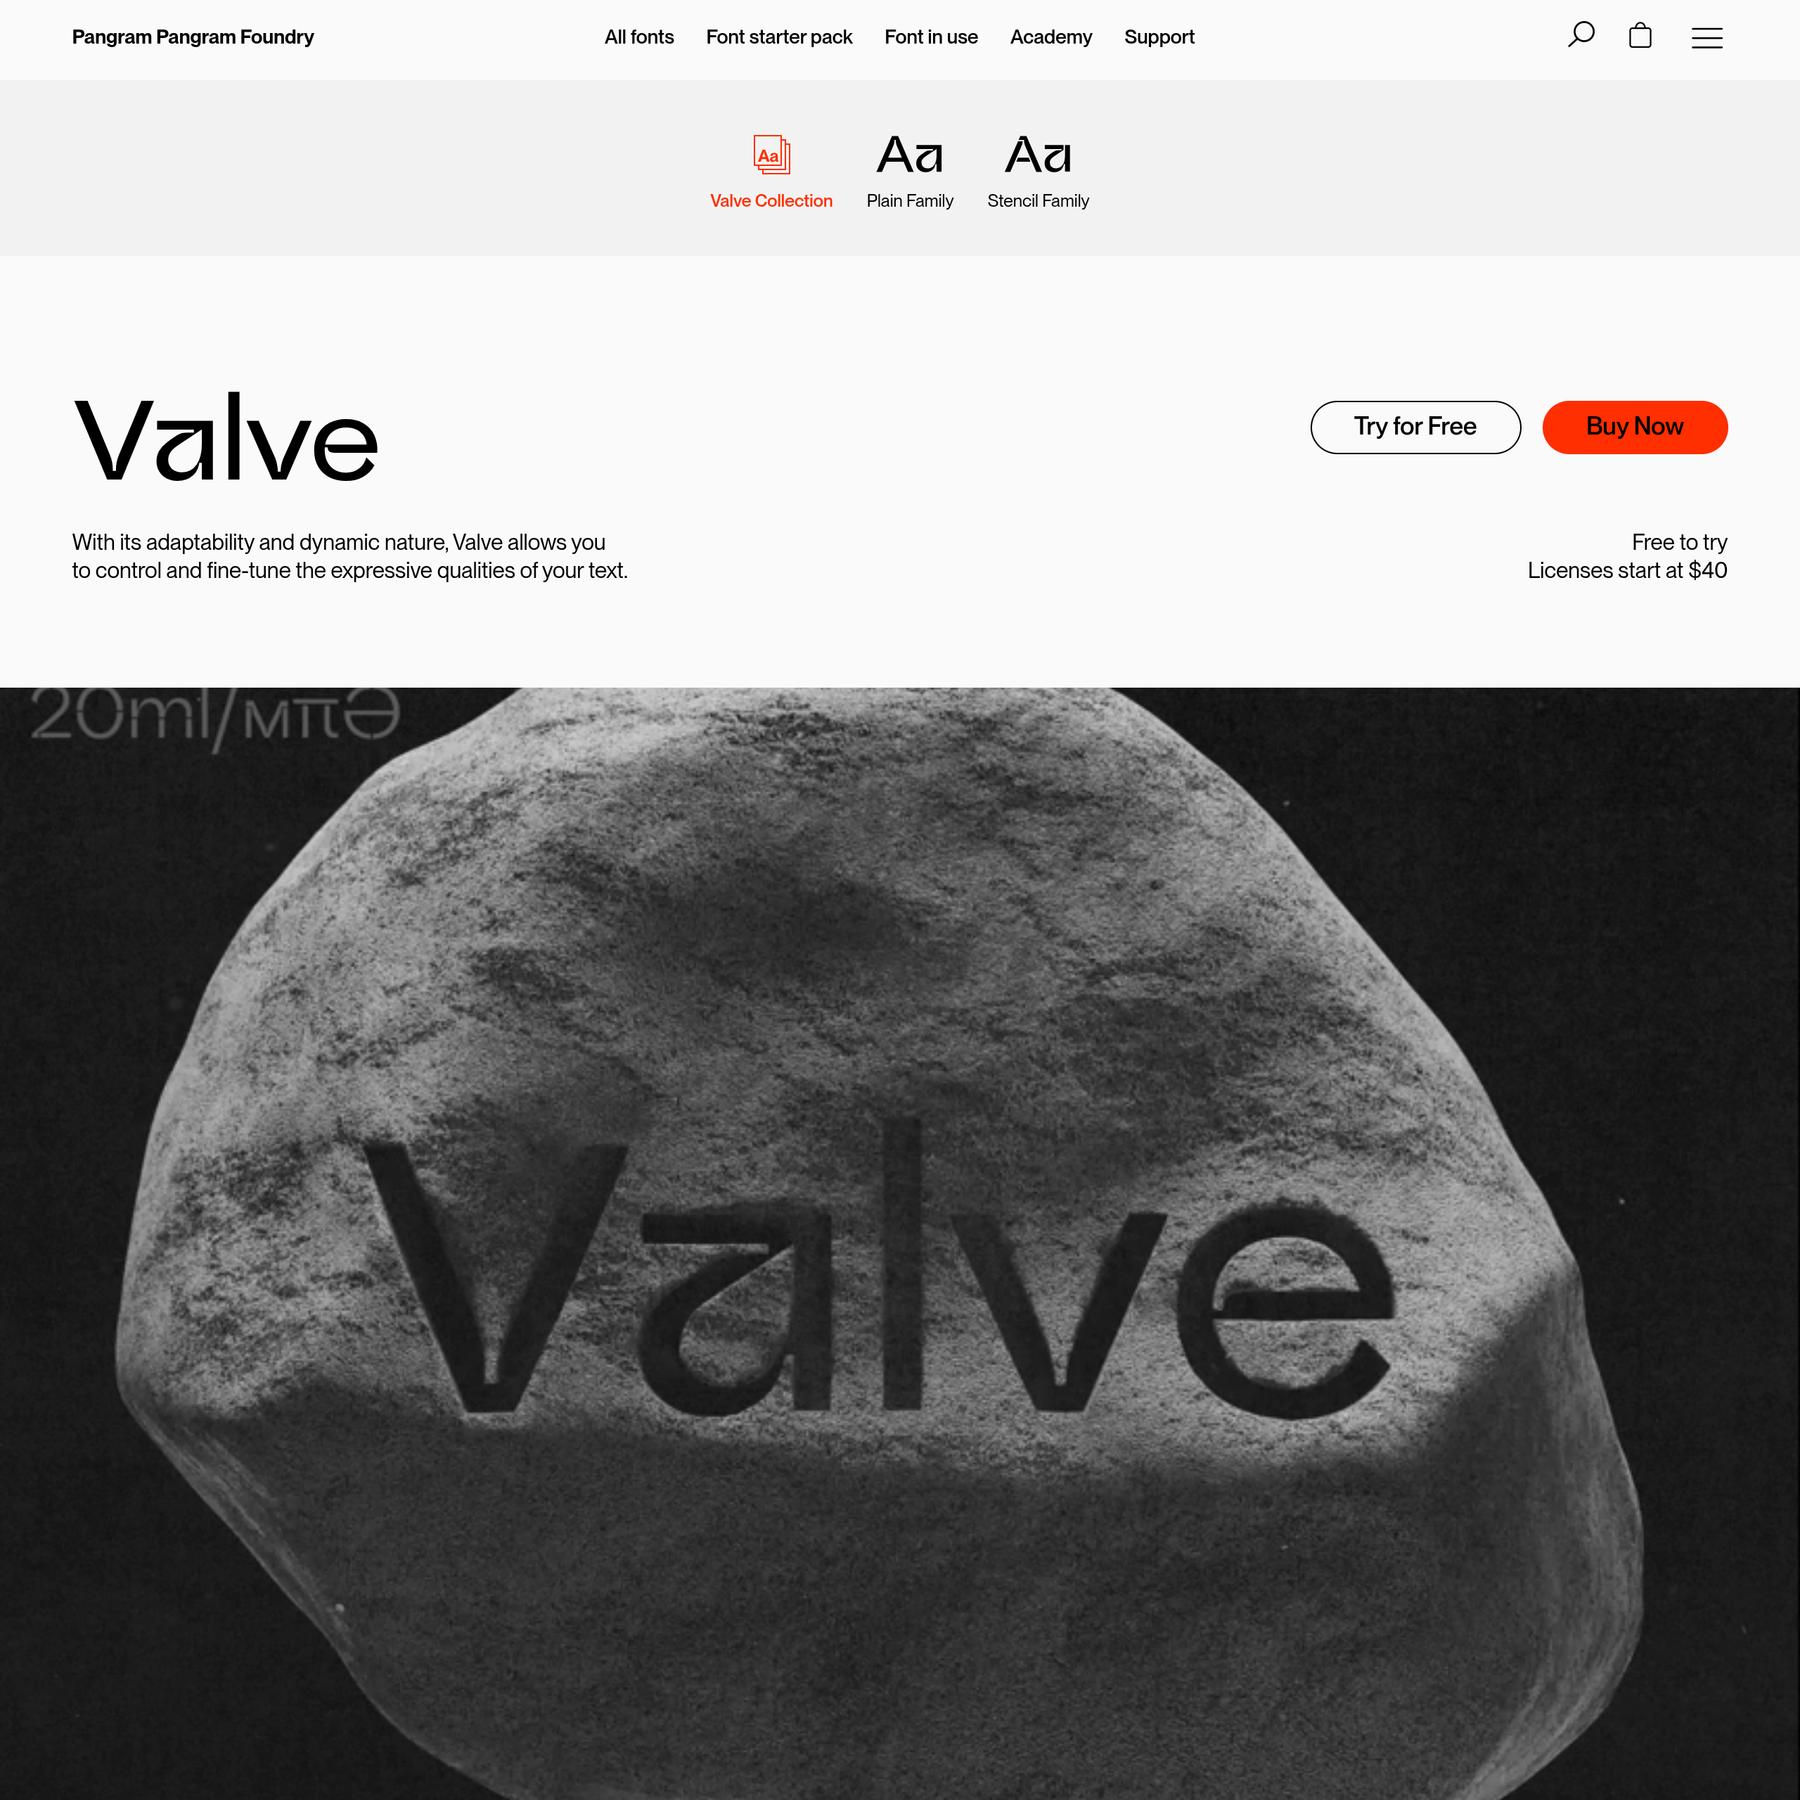 Pangram Pangram Foundry
All fonts
Font starter pack
Font in use
Academy
Support
Aa
Valve Collection
Aa
Plain Family
Aa
Stencil Family
Valve
Try for Free
Buy Now
With its adaptability and dynamic nature, Valve allows you
to control and fine-tune the expressive qualities of your text.
Free to try
Licenses start at $40
20ml/мπӘ
Valve